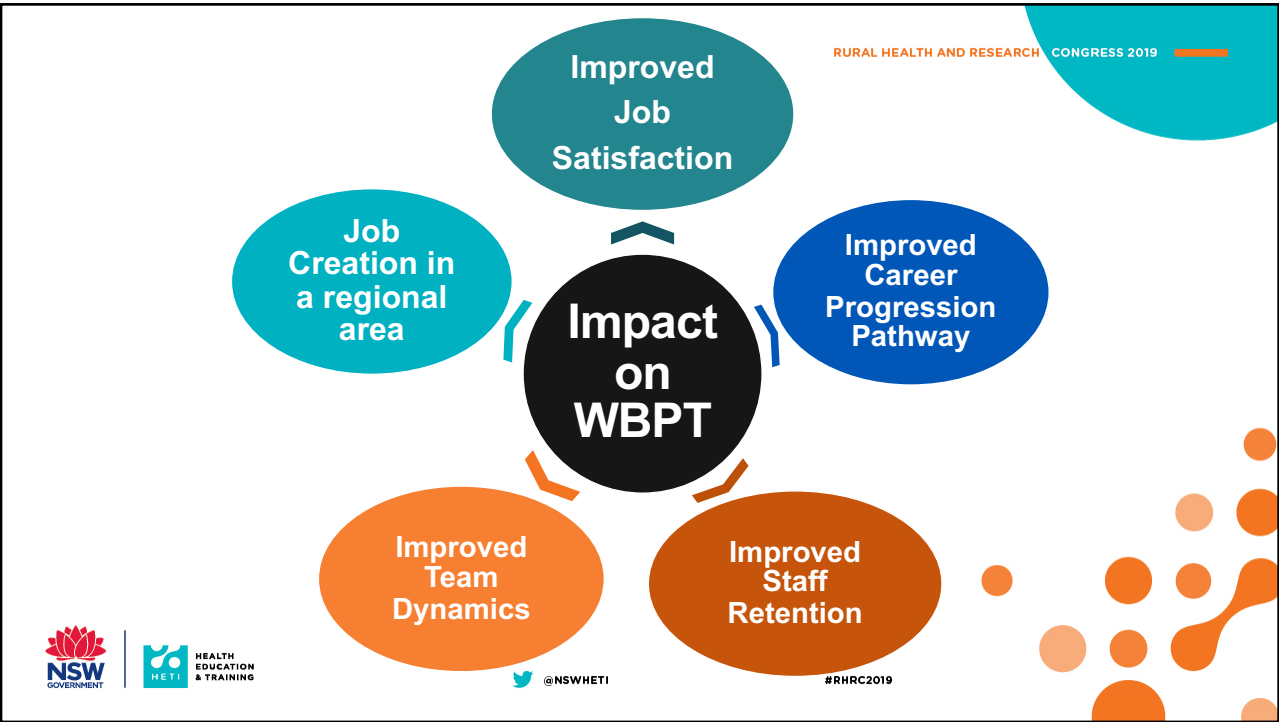 RURAL HEALTH AND RESEARCH CONGRESS 2019
Improved
Job
Satisfaction
Job
Creation in
a regional
area
Improved
Career
Progression
Pathway
Impact
on
WBPT
Improved
Team
Dynamics
Improved
Staff
Retention
NSW
GOVERNMENT
HETI
HEALTH
EDUCATION
& TRAINING
@NSWHETI
#RHRC2019